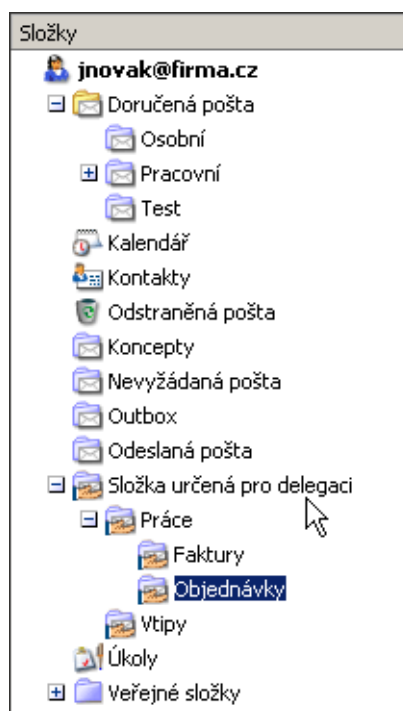 Složky
jnovak@firma.cz
Doručená pošta
Osobní
Pracovní
Test
Kalendář
Kontakty
Odstraněná pošta
Koncepty
Nevyžádaná pošta
Outbox
Odeslaná pošta
Složka určená pro delegaci
Práce
Faktury
Objednávky
Vtipy
Úkoly
Veřejné složky